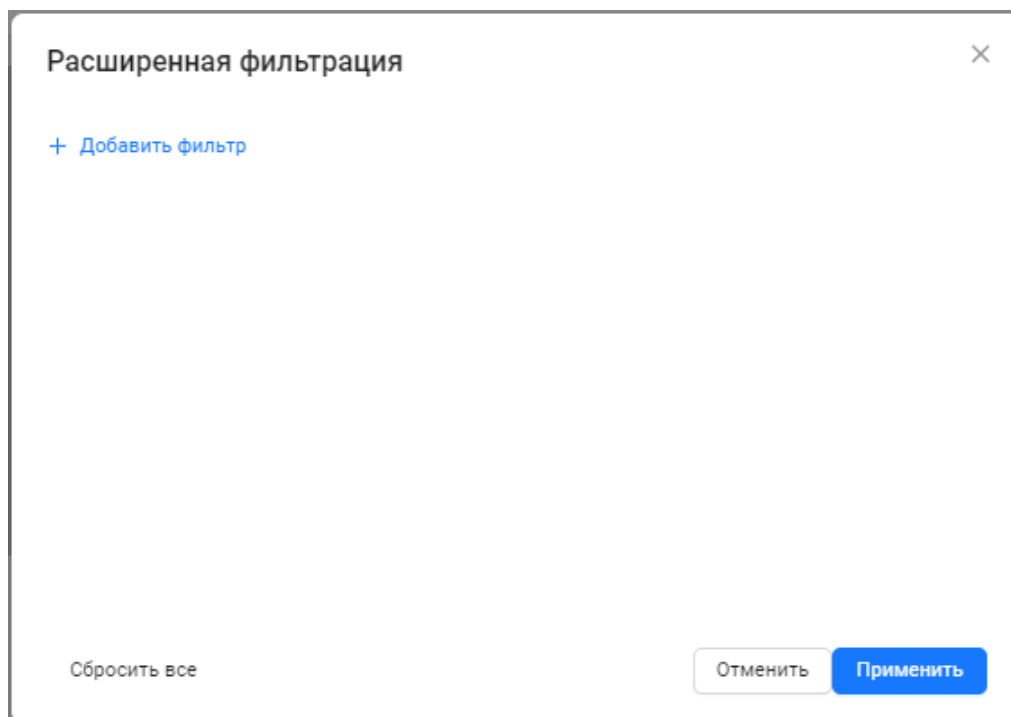 Расширенная фильтрация
+ Добавить фильтр
Сбросить все
Отменить
Применить